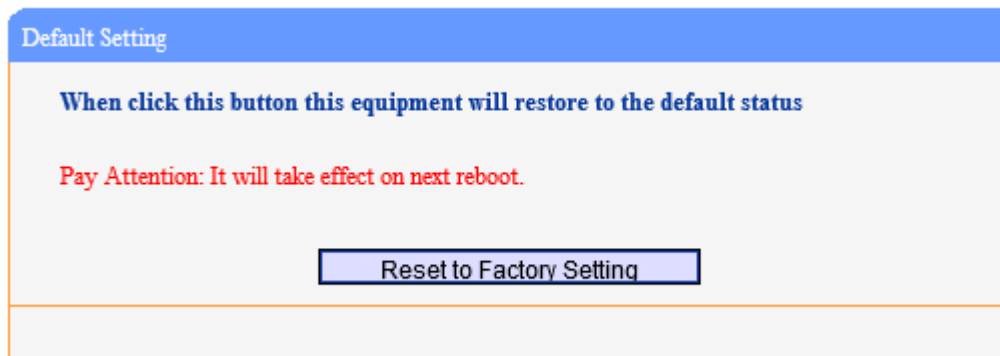 Default Setting
When click this button this equipment will restore to the default status
Pay Attention: It will take effect on next reboot.
Reset to Factory Setting